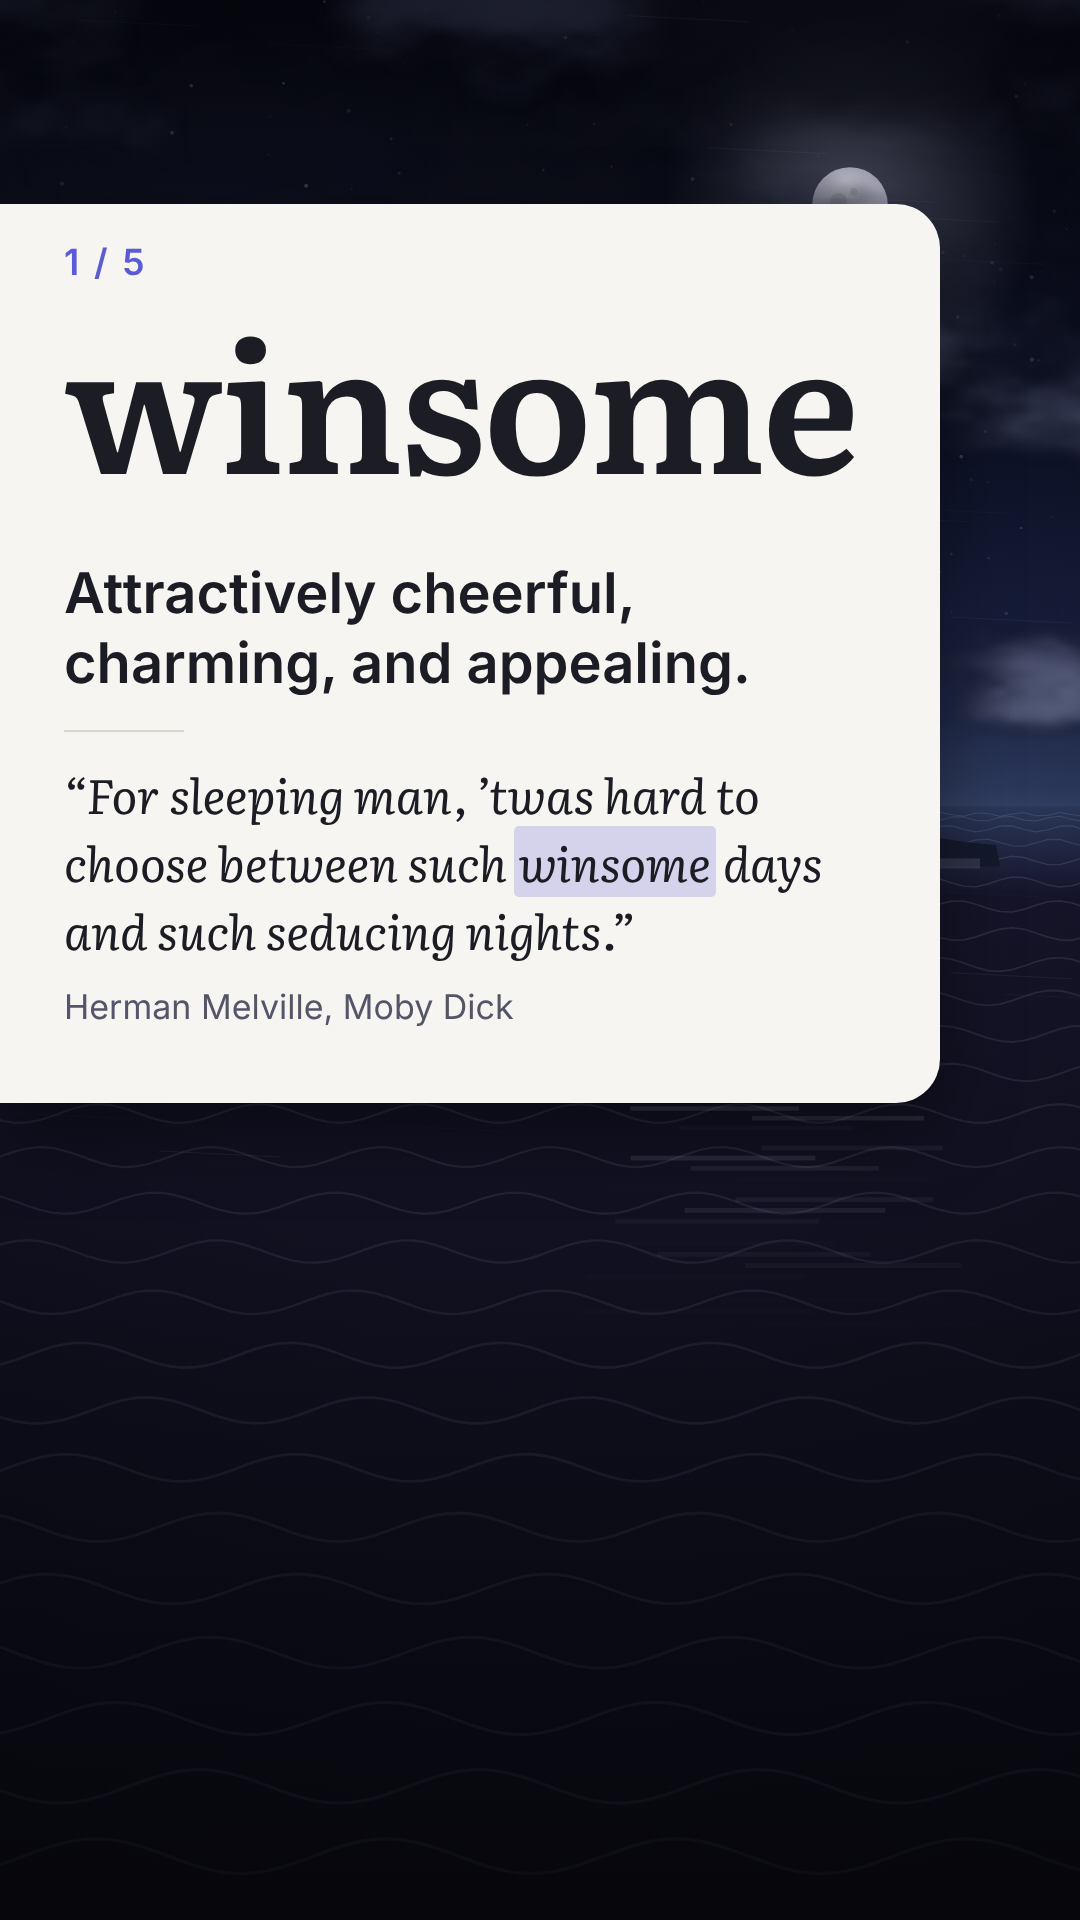 1 / 5
winsome
Attractively cheerful,
charming, and appealing.
“For sleeping man, ’twas hard to
choose between such winsome days
and such seducing nights.”
Herman Melville, Moby Dick